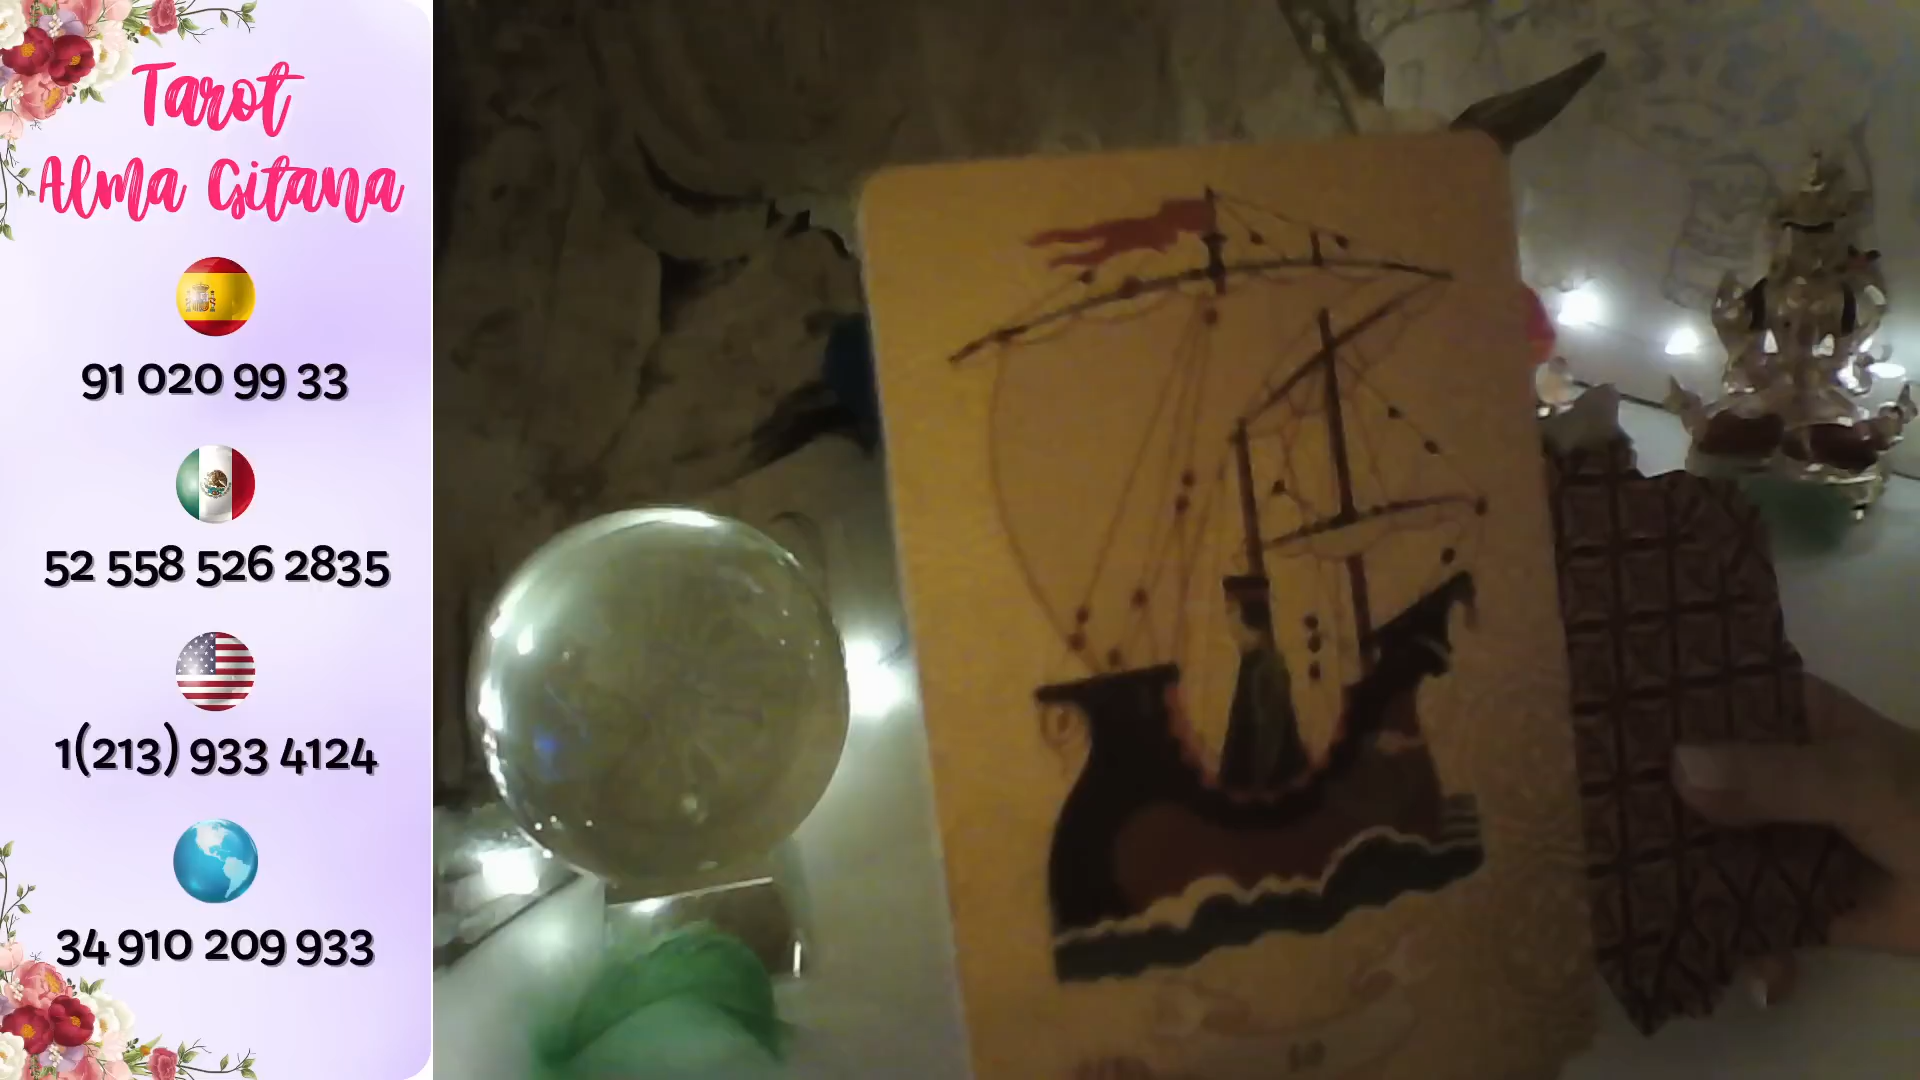 Tarot
Alma Gitana
91 020 99 33
52 558 526 2835
1(213) 933 4124
34 910 209 933